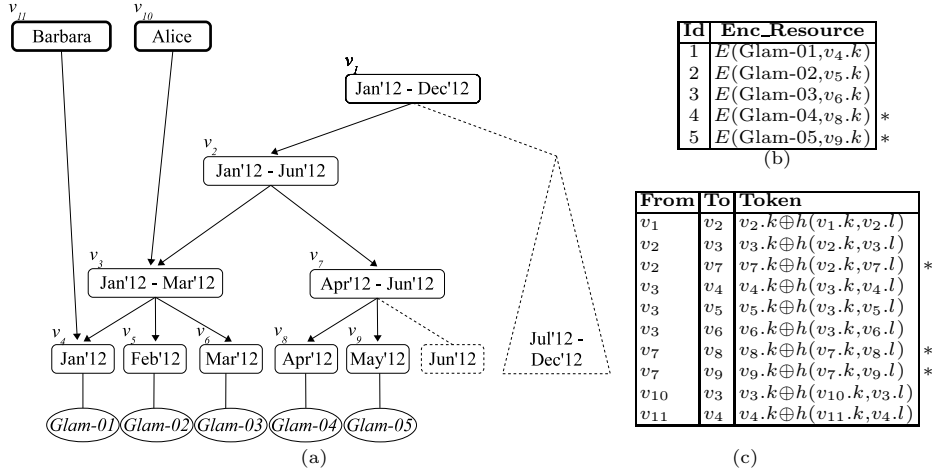 v11
v10
Barbara
Alice
v1
Jan'12 - Dec'12
v2
Jan'12 - Jun'12
v3
v7
Jan'12 - Mar'12
Apr'12 - Jun'12
v4
v5
v6
v8
v9
Jan'12
Feb'12
Mar'12
Apr'12
May'12
Jun'12
Jul'12 -
Dec'12
Glam-01
Glam-02
Glam-03
Glam-04
Glam-05
(a)
Id Enc_Resource
1 E(Glam-01,v4.k)
2 E(Glam-02,v5.k)
3 E(Glam-03,v6.k)
4 E(Glam-04,v8.k) *
5 E(Glam-05,v9.k) *
(b)
From To Token
v1 v2 v2.k⊕h(v1.k,v2.l)
v2 v3 v3.k⊕h(v2.k,v3.l)
v2 v7 v7.k⊕h(v2.k,v7.l) *
v3 v4 v4.k⊕h(v3.k,v4.l)
v3 v5 v5.k⊕h(v3.k,v5.l)
v3 v6 v6.k⊕h(v3.k,v6.l)
v7 v8 v8.k⊕h(v7.k,v8.l) *
v7 v9 v9.k⊕h(v7.k,v9.l) *
v10 v3 v3.k⊕h(v10.k,v3.l)
v11 v4 v4.k⊕h(v11.k,v4.l)
(c)